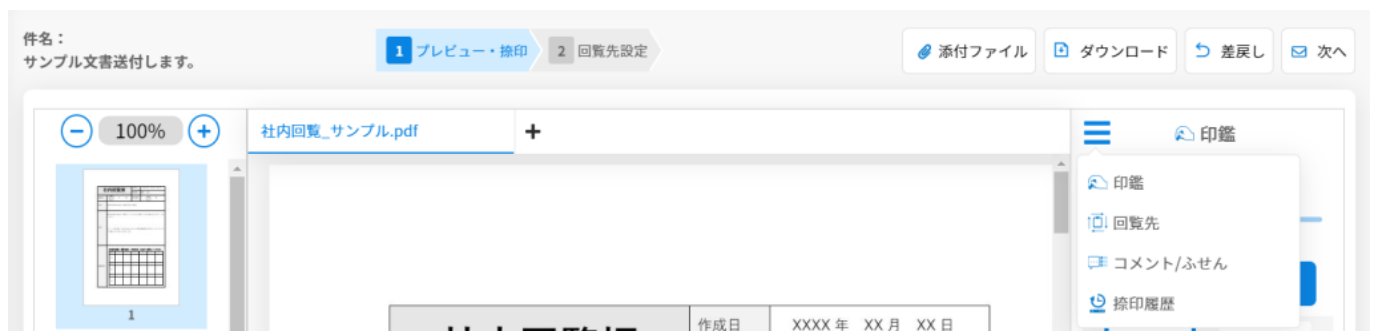 件名：
サンプル文書送付します。
1 プレビュー・捺印
2 回覧先設定
添付ファイル
ダウンロード
差戻し
次へ
100%
社内回覧_サンプル.pdf
印鑑
印鑑
回覧先
コメント/ふせん
捺印履歴
1
作成日
XXXX 年 XX 月 XX 日